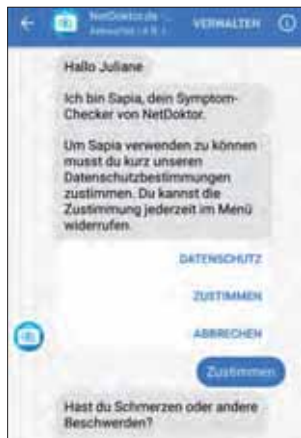 NetDoktor.de -
VERWALTEN
Hallo Juliane
Ich bin Sapia, dein Symptom-
Checker von NetDoktor.
Um Sapia verwenden zu können
musst du kurz unseren
Datenschutzbestimmungen
zustimmen. Du kannst die
Zustimmung jederzeit im Menü
widerrufen.
DATENSCHUTZ
ZUSTIMMEN
ABBRECHEN
Zustimmen
Hast du Schmerzen oder andere
Beschwerden?